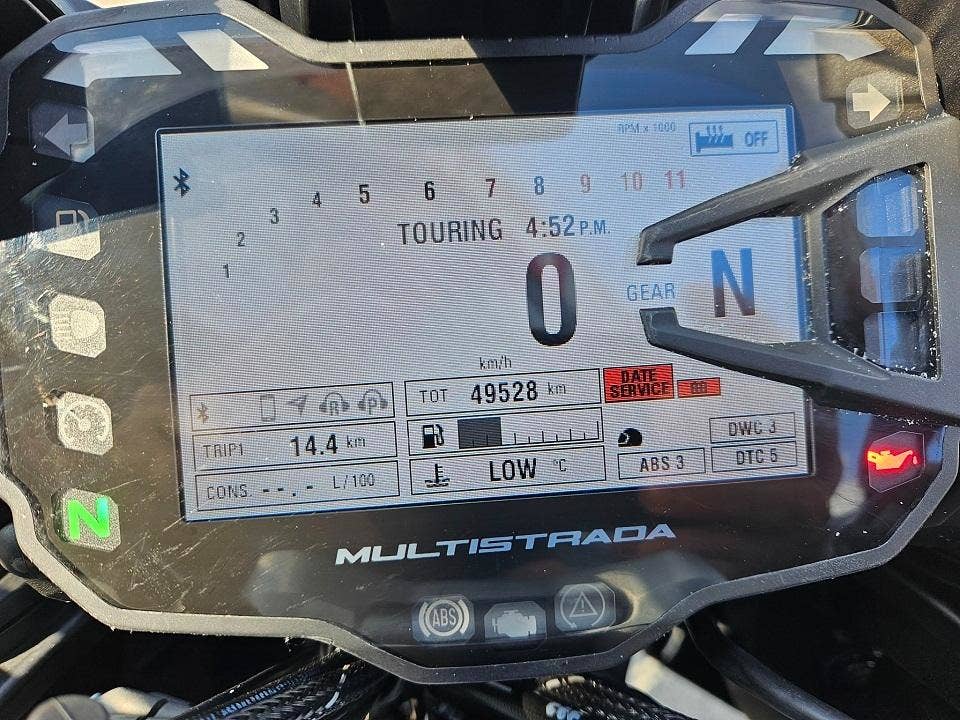 RPM x 1000
OFF
1 2 3 4 5 6 7 8 9 10 11
TOURING 4:52 P.M.
0
GEAR N
km/h
TOT 49528 km
DATE
SERVICE
R P
TRIP1 14.4 km
DWC 3
CONS. --.- L/100
LOW °C
ABS 3
DTC 5
N
MULTISTRADA
ABS